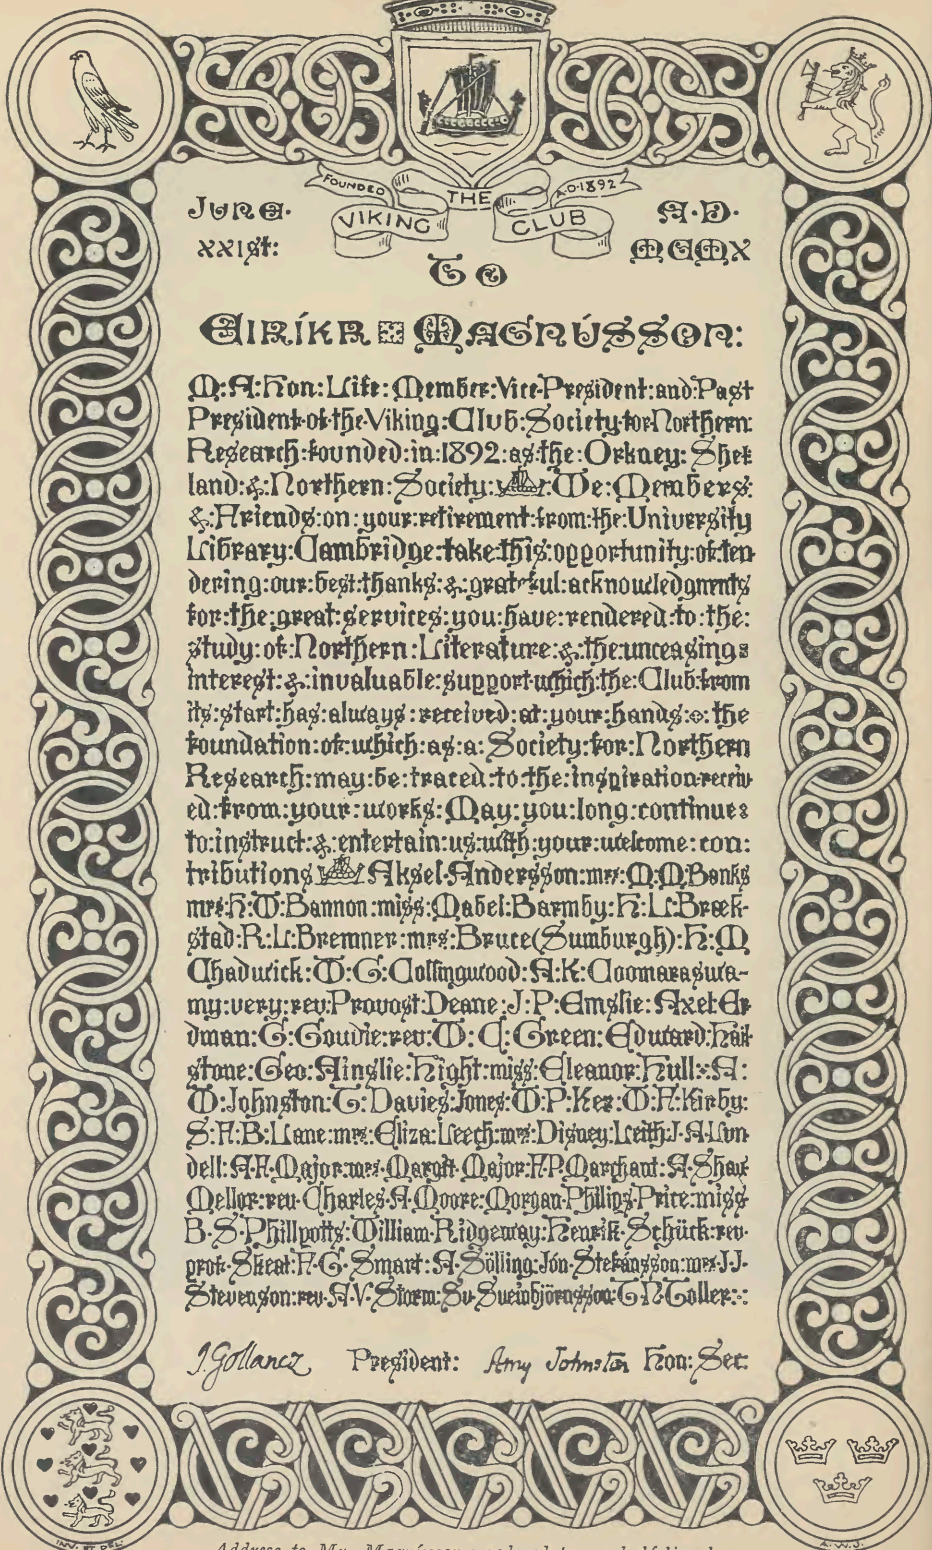 FOUNDED THE A.D. 1892
VIKING CLUB
June· A·D·
xxist: MCMX
To
Eiríkr Magnússon:
M:A:Hon:Life:Member:Vice-President:and:Past
President·of·the·Viking:Club:Society·for·Northern:
Research:founded:in:1892:as:the:Orkney:Shet
land:&:Northern:Society:We:Members:
&:Friends:on:your:retirement:from:the:University
Library:Cambridge:take:this:opportunity:of:ten
dering:our:best:thanks:&:grateful:acknowledgments
for:the:great:services:you:have:rendered:to:the:
study:of:Northern:Literature:&:the:unceasing:
interest:&:invaluable:support·which:the:Club:from
its:start:has:always:received:at:your:hands:the
foundation:of:which:as:a:Society:for:Northern
Research:may:be:traced:to:the:inspiration·receiv
ed:from:your:works:May:you:long:continue:
to:instruct:&:entertain:us:with:your:welcome:con:
tributions Aksel·Andersson:mrs:M:M:Banks
mrs:H:W:Bannon:miss:Mabel:Barmby:H:L:Bræk-
stad:R:L:Bremner:mrs:Bruce(Sumburgh):H:M
Chadwick:W:G:Collingwood:A:K:Coomaraswa-
my:very:rev:Provost:Deane:J:P:Emslie:Axel:Er
dman:G:Goudie:rev:W:C:Green:Edward:Hail
stone:Geo:Ainslie:Hight:miss:Eleanor:Hull:A:
W:Johnston:T:Davies:Jones:W:P:Ker:W:F:Kirby:
S:F:B:Lane:mrs:Eliza:Leech:mrs:Disney:Leith:J·A·Lun
dell:A·F·Major:mrs·Margtt·Major:F·P·Marchant:A·Shaw
Mellor·rev·Charles·A·Moore:Morgan·Philips·Price:miss
B·S·Phillpotts:William·Ridgeway:Henrik·Schück:rev·
prof·Skeat:F·G·Smart:A·Sölling:Jón·Stefánsson:mrs·J·J·
Stevenson:rev·A·V·Storm:Sv·Sveinbjörnsson:T·N·Toller::
I. Gollancz President: Amy Johnston Hon: Sec:
INV. ET DEL. A.W.J.